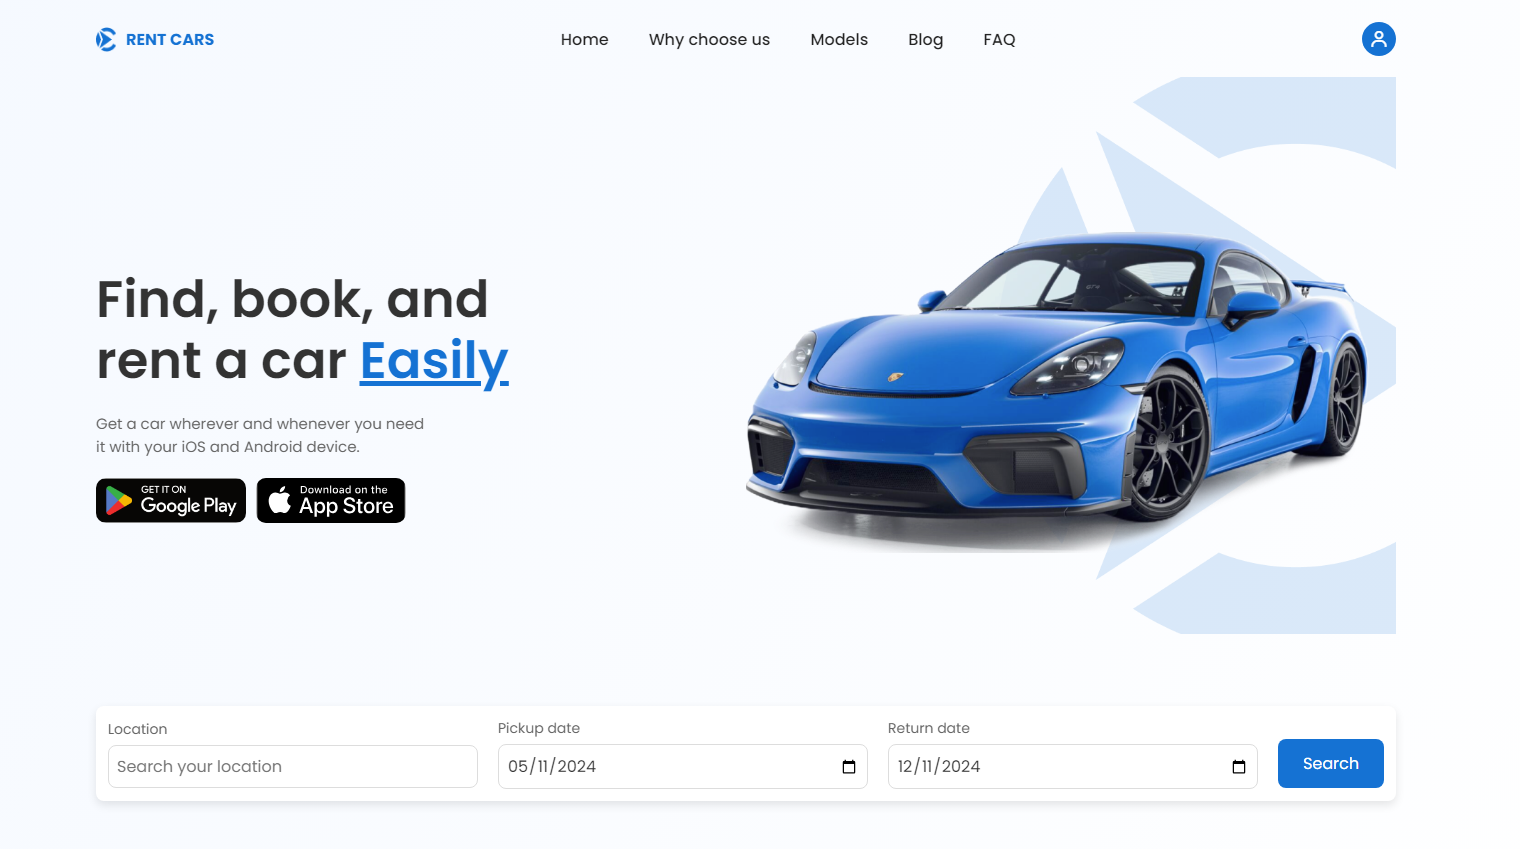 RENT CARS
Home
Why choose us
Models
Blog
FAQ
Find, book, and
rent a car Easily
Get a car wherever and whenever you need
it with your iOS and Android device.
GET IT ON
Google Play
Download on the
App Store
Location
Search your location
Pickup date
05/11/2024
Return date
12/11/2024
Search